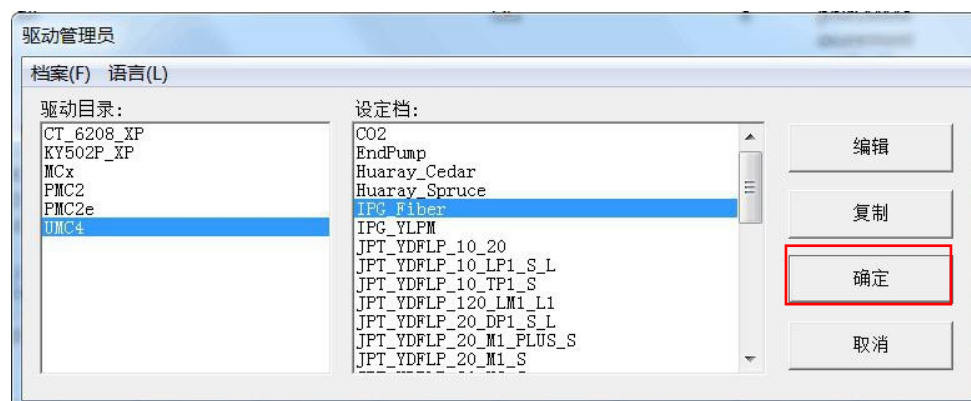 驱动管理员
档案(F) 语言(L)
驱动目录:
CT_6208_XP
KY502P_XP
MCx
PMC2
PMC2e
UMC4
设定档:
CO2
EndPump
Huaray_Cedar
Huaray_Spruce
IPG_Fiber
IPG_YLPM
JPT_YDFLP_10_20
JPT_YDFLP_10_LP1_S_L
JPT_YDFLP_10_TP1_S
JPT_YDFLP_120_LM1_L1
JPT_YDFLP_20_DP1_S_L
JPT_YDFLP_20_M1_PLUS_S
JPT_YDFLP_20_M1_S
编辑
复制
确定
取消